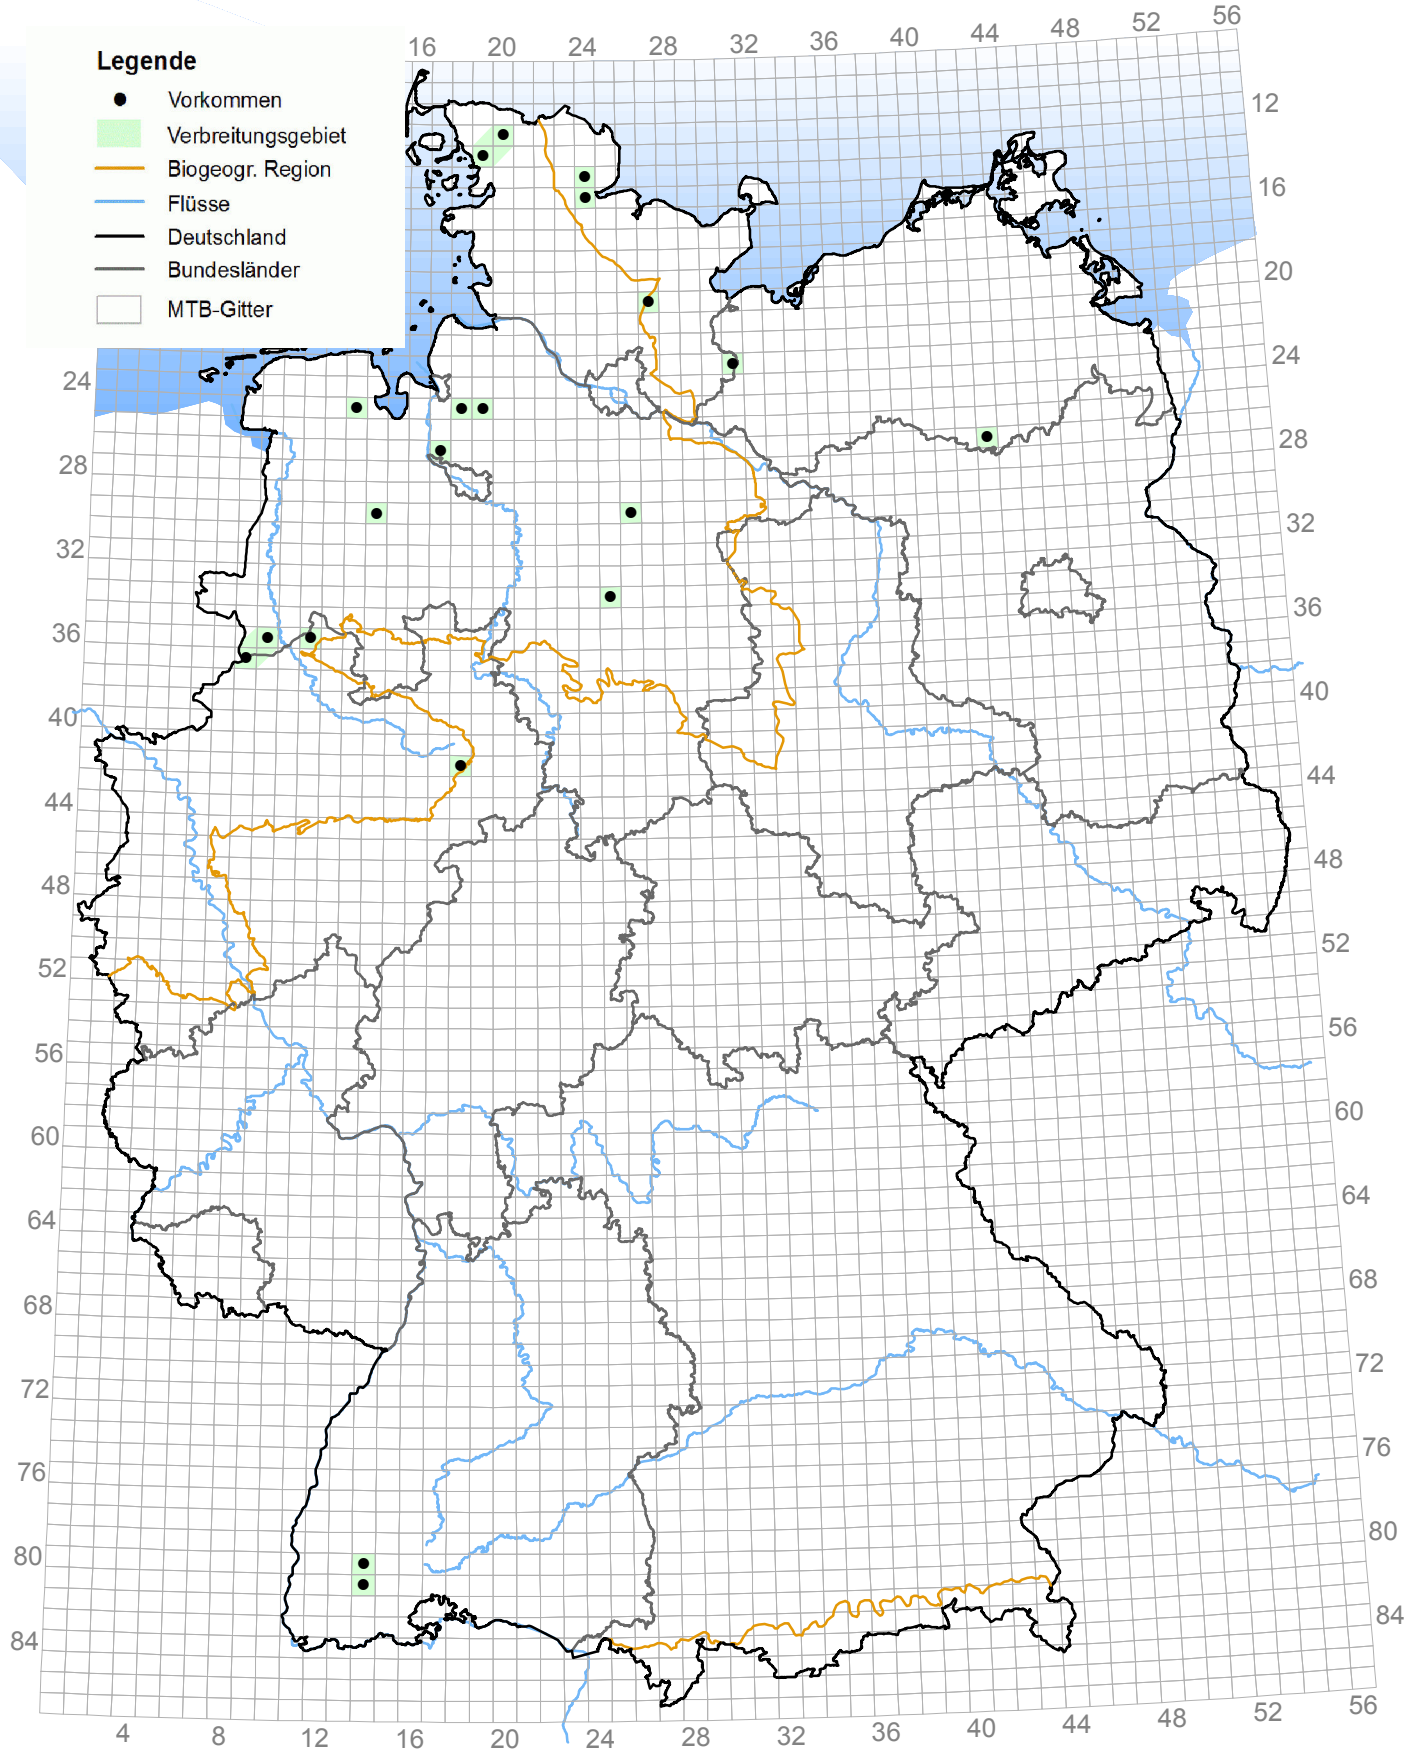 Legende
Vorkommen
Verbreitungsgebiet
Biogeogr. Region
Flüsse
Deutschland
Bundesländer
MTB-Gitter
16 20 24 28 32 36 40 44 48 52 56
12
16
20
24 24
28 28
32 32
36 36
40 40
44 44
48 48
52 52
56 56
60 60
64 64
68 68
72 72
76 76
80 80
84 84
4 8 12 16 20 24 28 32 36 40 44 48 52 56